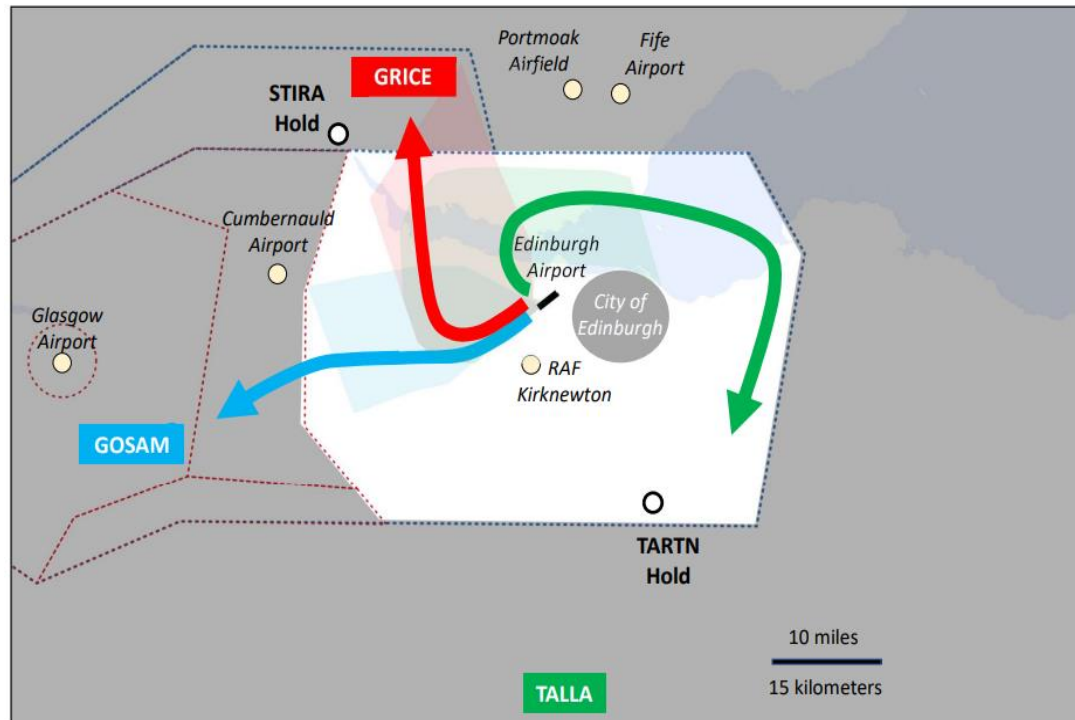 Portmoak
Airfield
Fife
Airport
GRICE
STIRA
Hold
Cumbernauld
Airport
Edinburgh
Airport
City of
Edinburgh
Glasgow
Airport
RAF
Kirknewton
GOSAM
TARTN
Hold
10 miles
15 kilometers
TALLA